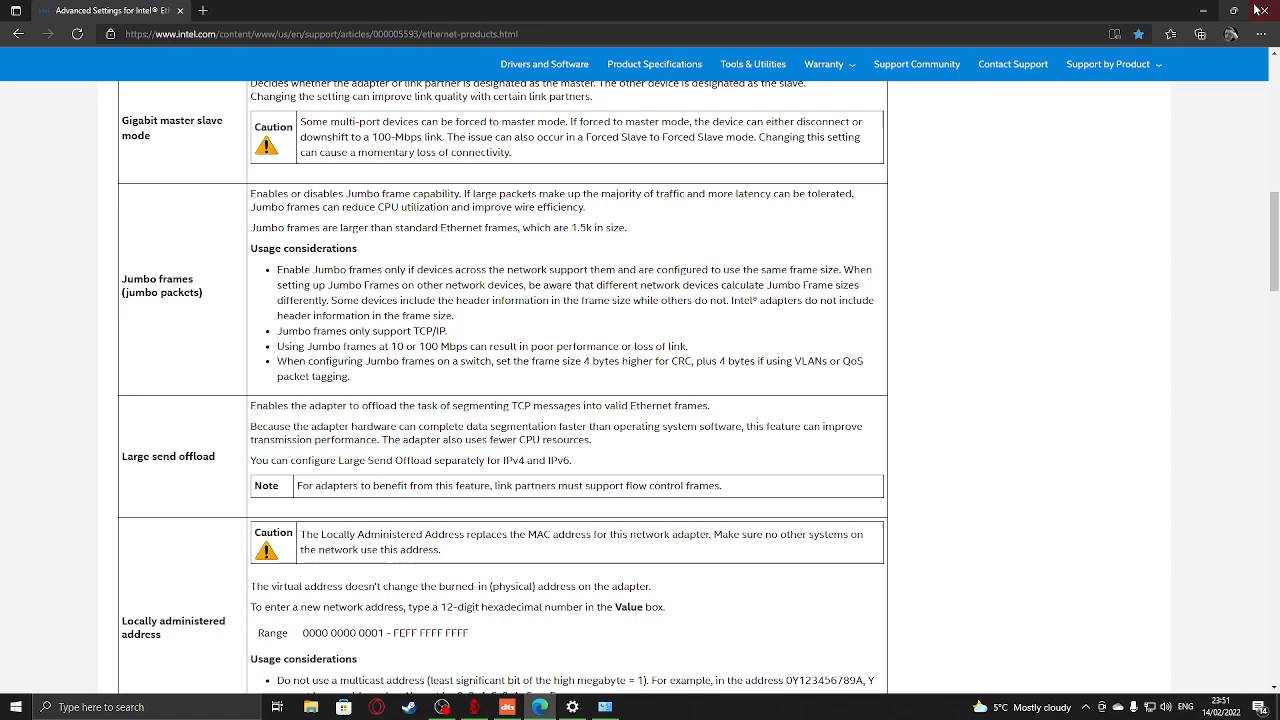 Advanced Settings for Intel® Eth
https://www.intel.com/content/www/us/en/support/articles/000005593/ethernet-products.html
Drivers and Software Product Specifications Tools & Utilities Warranty Support Community Contact Support Support by Product
Decides whether the adapter or link partner is designated as the master. The other device is designated as the slave.
Changing the setting can improve link quality with certain link partners.
Gigabit master slave
mode
Caution
Some multi-port devices can be forced to master mode. If forced to master mode, the device can either disconnect or
downshift to a 100-Mbps link. The issue can also occur in a Forced Slave to Forced Slave mode. Changing this setting
can cause a momentary loss of connectivity.
Jumbo frames
(jumbo packets)
Enables or disables Jumbo frame capability. If large packets make up the majority of traffic and more latency can be tolerated,
Jumbo frames can reduce CPU utilization and improve wire efficiency.
Jumbo frames are larger than standard Ethernet frames, which are 1.5k in size.
Usage considerations
• Enable Jumbo frames only if devices across the network support them and are configured to use the same frame size. When
setting up Jumbo Frames on other network devices, be aware that different network devices calculate Jumbo Frame sizes
differently. Some devices include the header information in the frame size while others do not. Intel® adapters do not include
header information in the frame size.
• Jumbo frames only support TCP/IP.
• Using Jumbo frames at 10 or 100 Mbps can result in poor performance or loss of link.
• When configuring Jumbo frames on a switch, set the frame size 4 bytes higher for CRC, plus 4 bytes if using VLANs or QoS
packet tagging.
Large send offload
Enables the adapter to offload the task of segmenting TCP messages into valid Ethernet frames.
Because the adapter hardware can complete data segmentation faster than operating system software, this feature can improve
transmission performance. The adapter also uses fewer CPU resources.
You can configure Large Send Offload separately for IPv4 and IPv6.
Note For adapters to benefit from this feature, link partners must support flow control frames.
Locally administered
address
Caution
The Locally Administered Address replaces the MAC address for this network adapter. Make sure no other systems on
the network use this address.
The virtual address doesn't change the burned-in (physical) address on the adapter.
To enter a new network address, type a 12-digit hexadecimal number in the Value box.
Range 0000 0000 0001 - FEFF FFFF FFFF
Usage considerations
• Do not use a multicast address (least significant bit of the high megabyte = 1). For example, in the address 0Y123456789A, Y
Type here to search
dts
5°C Mostly cloudy
ENG
23:51
14/02/2022